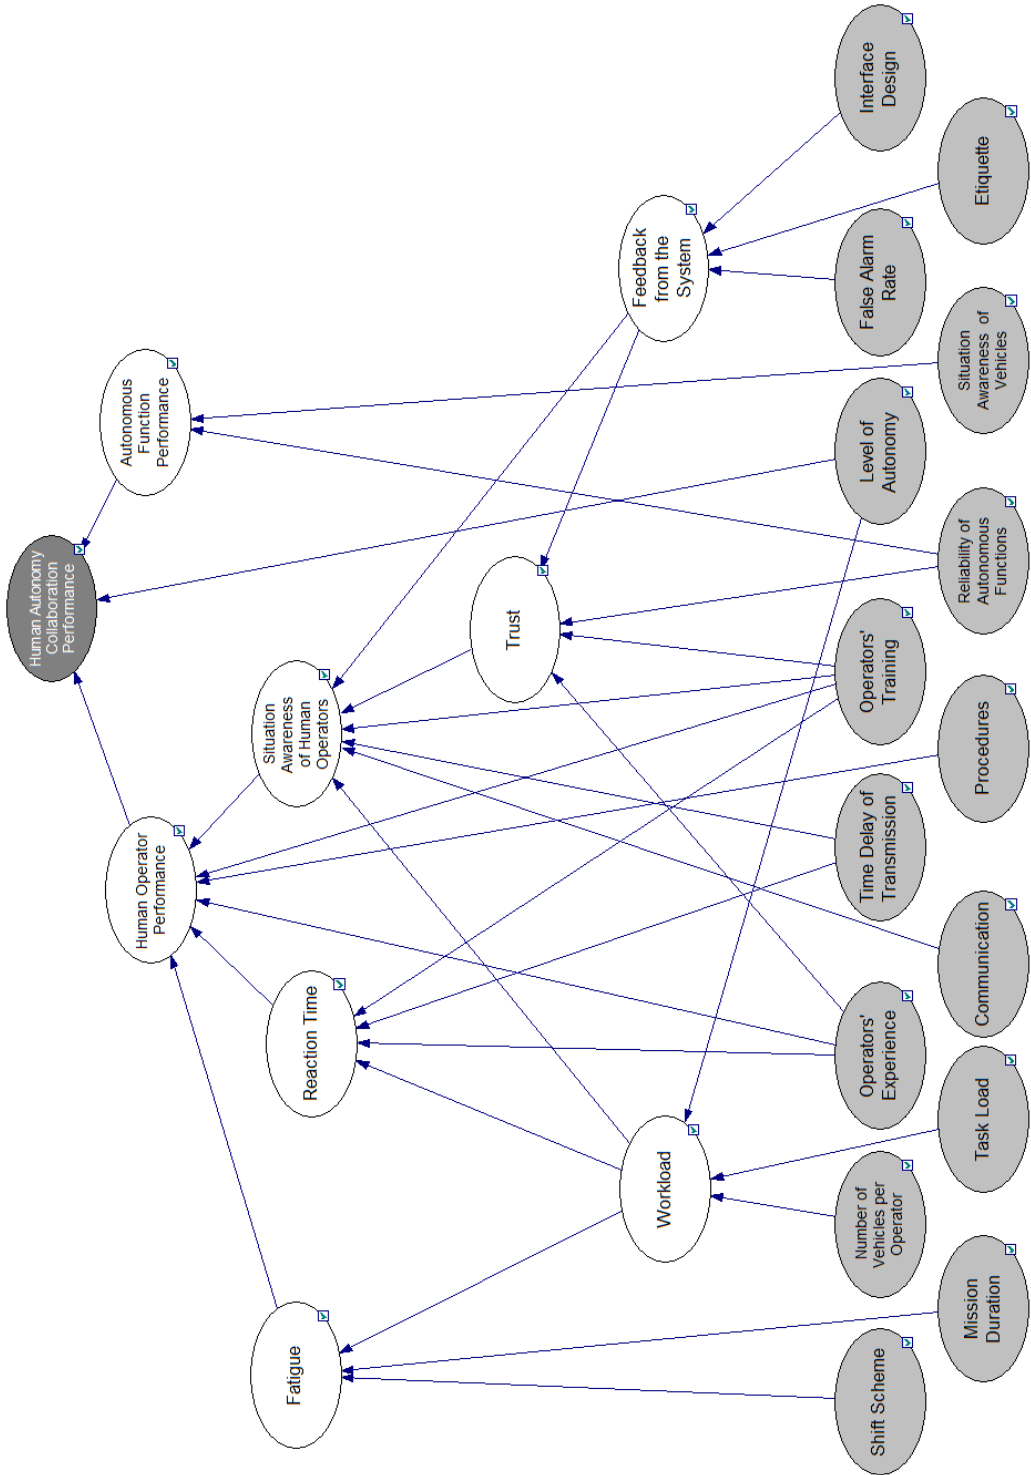 Human Autonomy
Collaboration
Performance
Autonomous
Function
Performance
Human Operator
Performance
Situation
Awareness
of Human
Operators
Reaction Time
Fatigue
Trust
Feedback
from the
System
Workload
Interface
Design
False Alarm
Rate
Level of
Autonomy
Operators'
Training
Time Delay of
Transmission
Operators'
Experience
Number of
Vehicles per
Operator
Shift Scheme
Etiquette
Situation
Awareness of
Vehicles
Reliability of
Autonomous
Functions
Procedures
Communication
Task Load
Mission
Duration